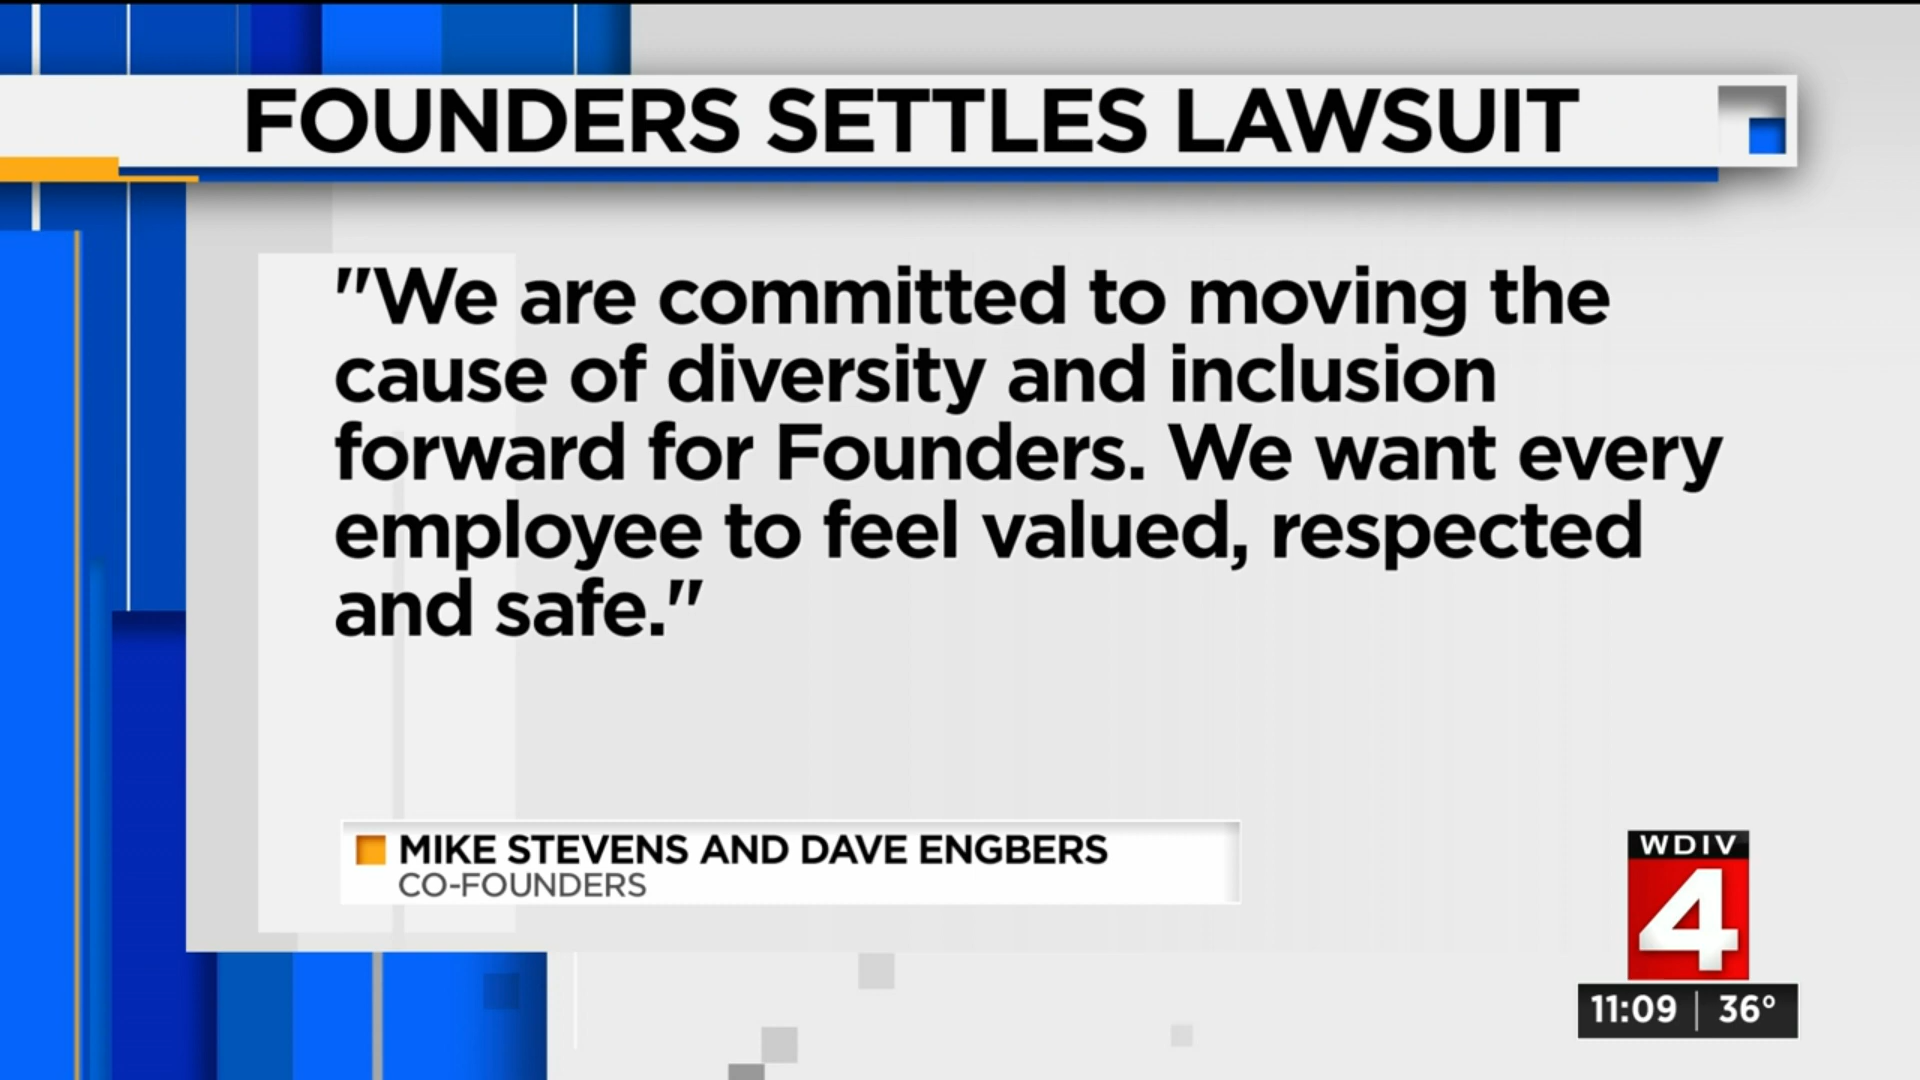 FOUNDERS SETTLES LAWSUIT
"We are committed to moving the
cause of diversity and inclusion
forward for Founders. We want every
employee to feel valued, respected
and safe."
MIKE STEVENS AND DAVE ENGBERS
CO-FOUNDERS
WDIV
4
11:09 | 36°